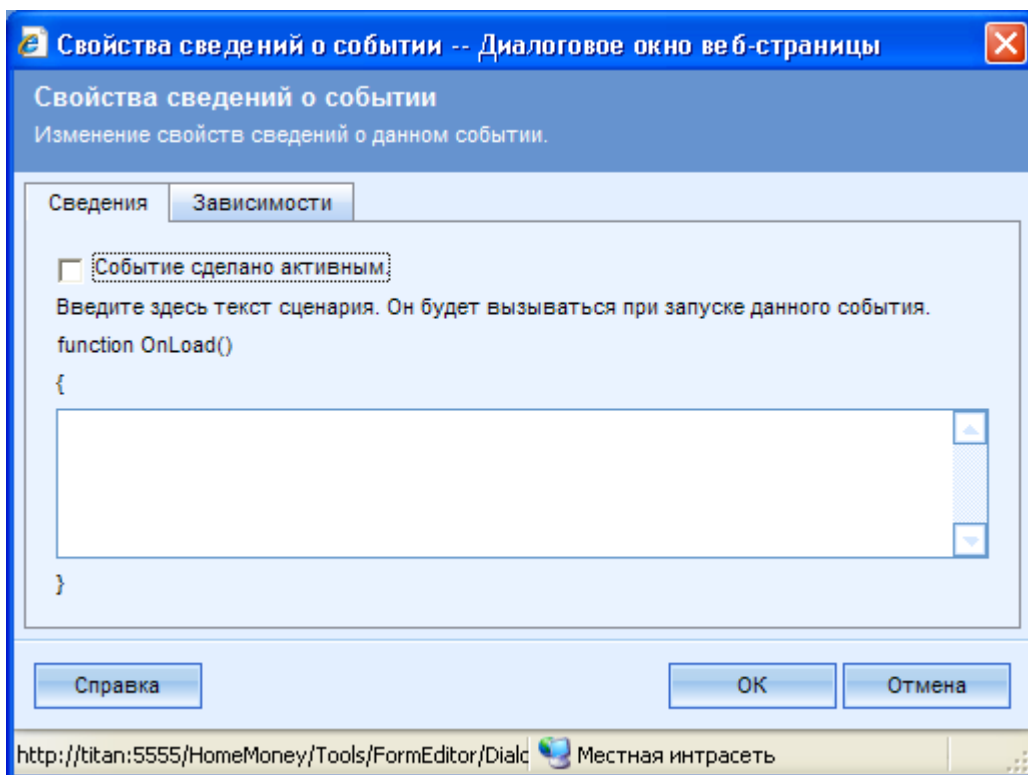 Свойства сведений о событии -- Диалоговое окно веб-страницы
Свойства сведений о событии
Изменение свойств сведений о данном событии.
Сведения Зависимости
Событие сделано активным.
Введите здесь текст сценария. Он будет вызываться при запуске данного события.
function OnLoad()
{
}
Справка ОК Отмена
http://titan:5555/HomeMoney/Tools/FormEditor/Dialc Местная интрасеть